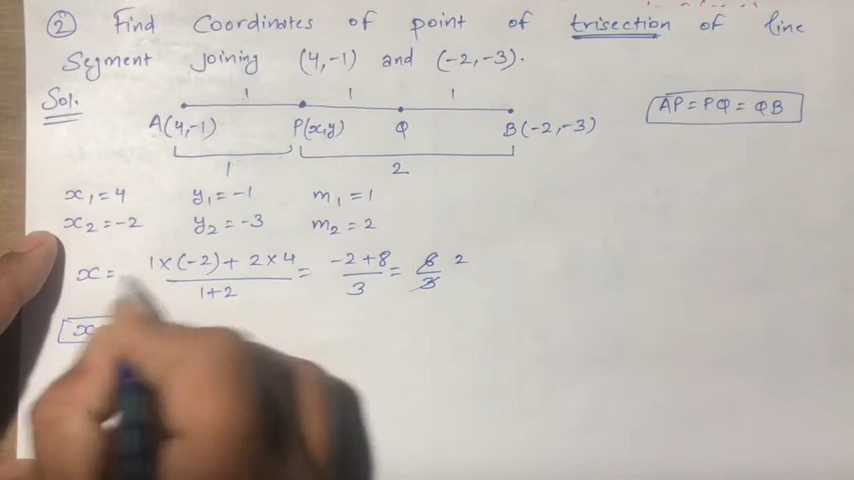 ② Find Coordinates of point of trisection of line
Segment joining (4,-1) and (-2,-3).
Sol.
1 1 1
A(4,-1) P(x,y) Q B(-2,-3)
AP = PQ = QB
1 2
x₁ = 4 y₁ = -1 m₁ = 1
x₂ = -2 y₂ = -3 m₂ = 2
x = 1×(-2) + 2×4 / 1+2 = -2+8 / 3 = 6/3 2
x